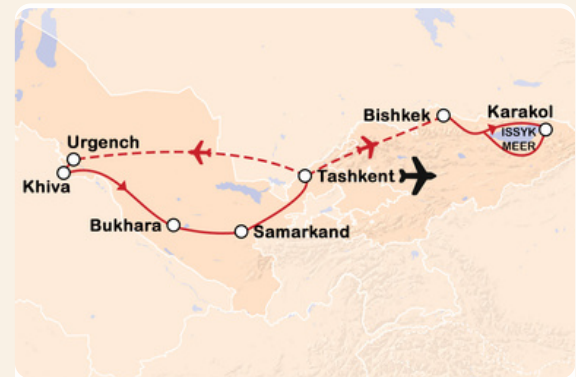 Bishkek
Karakol
ISSYK
MEER
Urgench
Tashkent
Khiva
Bukhara
Samarkand